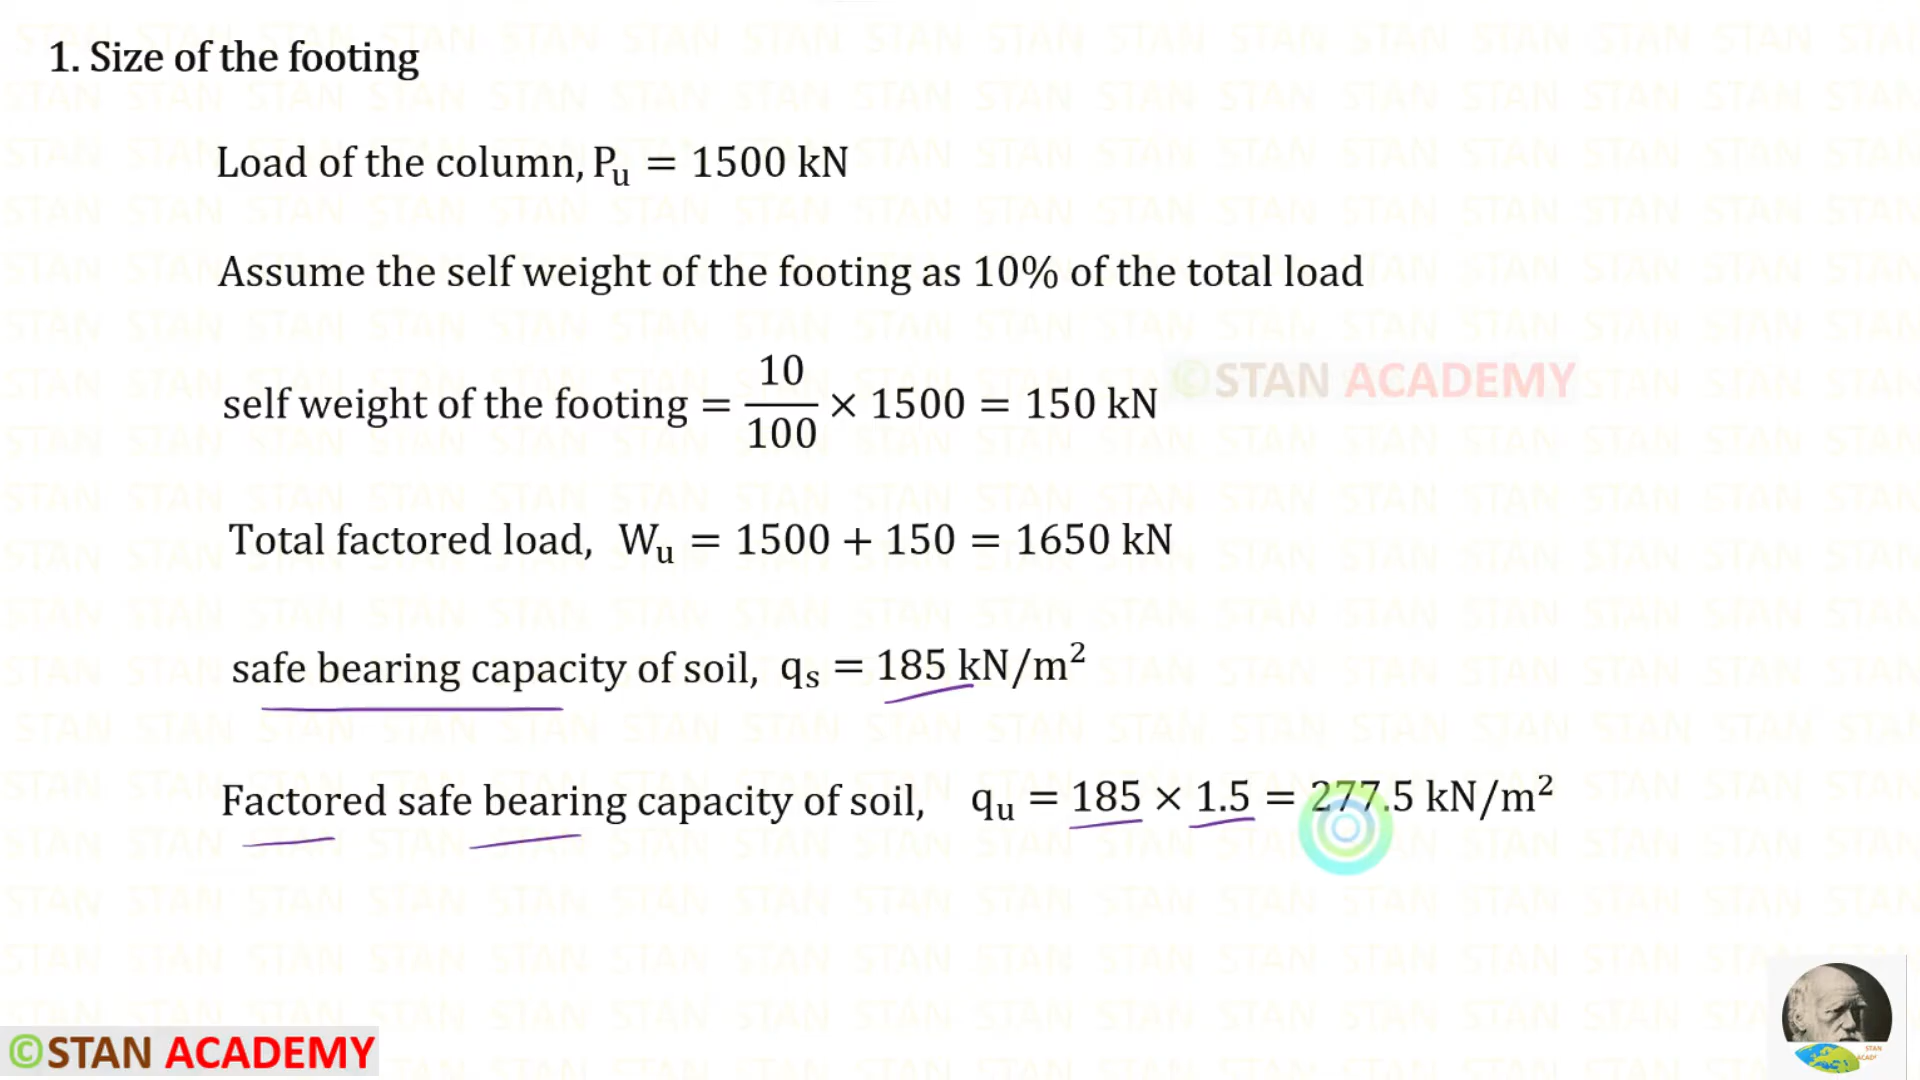 1. Size of the footing
Load of the column, Pᵤ = 1500 kN
Assume the self weight of the footing as 10% of the total load
self weight of the footing = 10/100 × 1500 = 150 kN
©STAN ACADEMY
Total factored load, Wᵤ = 1500 + 150 = 1650 kN
safe bearing capacity of soil, qₛ = 185 kN/m²
Factored safe bearing capacity of soil, qᵤ = 185 × 1.5 = 277.5 kN/m²
©STAN ACADEMY